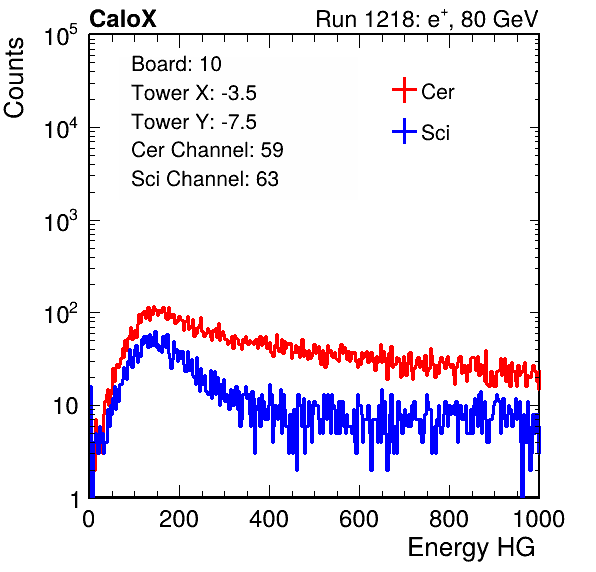 CaloX Run 1218: e⁺, 80 GeV
Counts
10⁵
10⁴
10³
10²
10
1
Board: 10
Tower X: -3.5
Tower Y: -7.5
Cer Channel: 59
Sci Channel: 63
Cer
Sci
0 200 400 600 800 1000
Energy HG